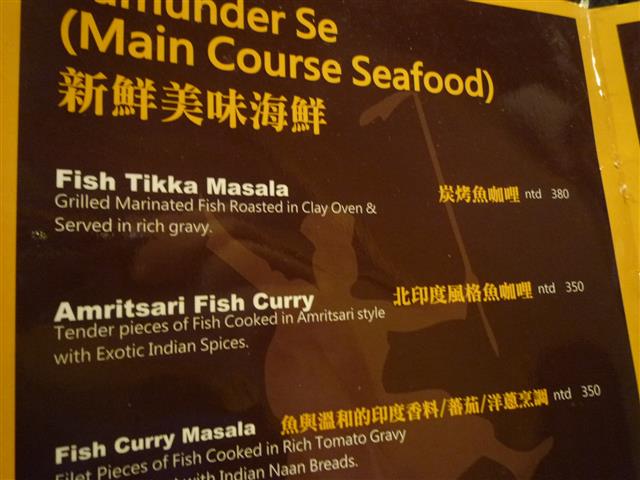 Se
(Main Course Seafood)
新鮮美味海鮮
Fish Tikka Masala 炭烤魚咖哩 ntd 380
Grilled Marinated Fish Roasted in Clay Oven &
Served in rich gravy.
Amritsari Fish Curry 北印度風格魚咖哩 ntd 350
Tender pieces of Fish Cooked in Amritsari style
with Exotic Indian Spices.
Fish Curry Masala 魚與溫和的印度香料/蕃茄/洋蔥烹調 ntd 350
Filet Pieces of Fish Cooked in Rich Tomato Gravy
with Indian Naan Breads.